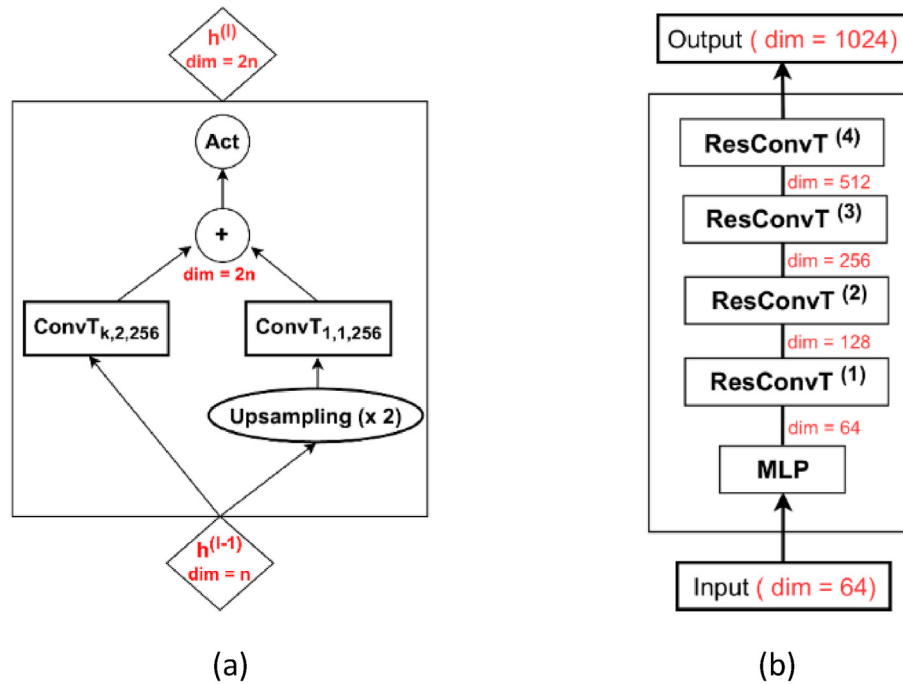 h(l)
dim = 2n
Act
+
dim = 2n
ConvTk,2,256
ConvT1,1,256
Upsampling (x 2)
h(l-1)
dim = n
(a)
Output ( dim = 1024)
ResConvT (4)
dim = 512
ResConvT (3)
dim = 256
ResConvT (2)
dim = 128
ResConvT (1)
dim = 64
MLP
Input ( dim = 64)
(b)